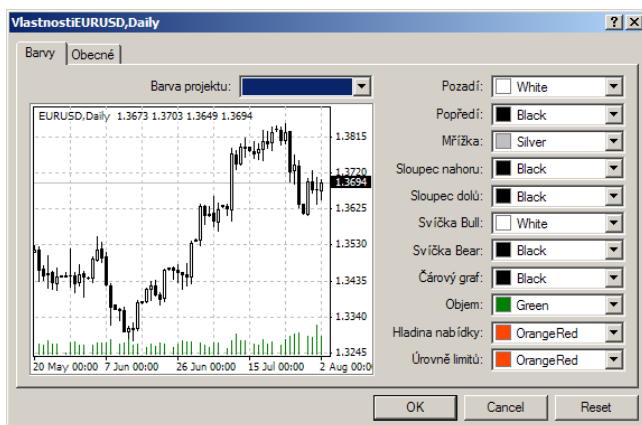 VlastnostiEURUSD,Daily
Barvy
Obecné
Barva projektu:
EURUSD,Daily 1.3673 1.3703 1.3649 1.3694
1.3815
1.3720
1.3694
1.3625
1.3530
1.3435
1.3340
1.3245
20 May 00:00 7 Jun 00:00 26 Jun 00:00 15 Jul 00:00 2 Aug 00:00
Pozadí: White
Popředí: Black
Mřížka: Silver
Sloupec nahoru: Black
Sloupec dolů: Black
Svíčka Bull: White
Svíčka Bear: Black
Čárový graf: Black
Objem: Green
Hladina nabídky: OrangeRed
Úrovně limitů: OrangeRed
OK Cancel Reset